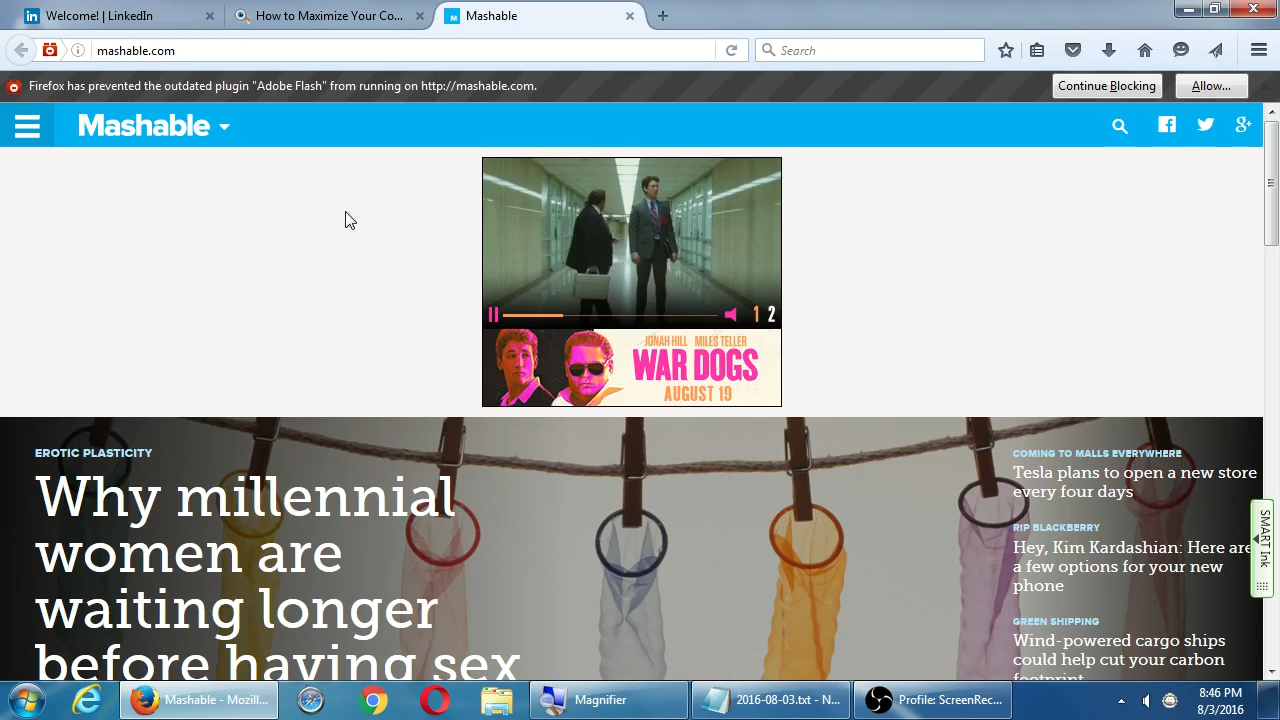 Welcome! | LinkedIn
How to Maximize Your Co...
Mashable
mashable.com
Search
Firefox has prevented the outdated plugin "Adobe Flash" from running on http://mashable.com.
Continue Blocking
Allow...
Mashable
1 2
JONAH HILL MILES TELLER
WAR DOGS
AUGUST 19
EROTIC PLASTICITY
Why millennial
women are
waiting longer
before having sex
COMING TO MALLS EVERYWHERE
Tesla plans to open a new store
every four days
RIP BLACKBERRY
Hey, Kim Kardashian: Here are
a few options for your new
phone
GREEN SHIPPING
Wind-powered cargo ships
could help cut your carbon
footprint
SMART Ink
Mashable - Mozill...
Magnifier
2016-08-03.txt - N...
Profile: ScreenRec...
8:46 PM
8/3/2016